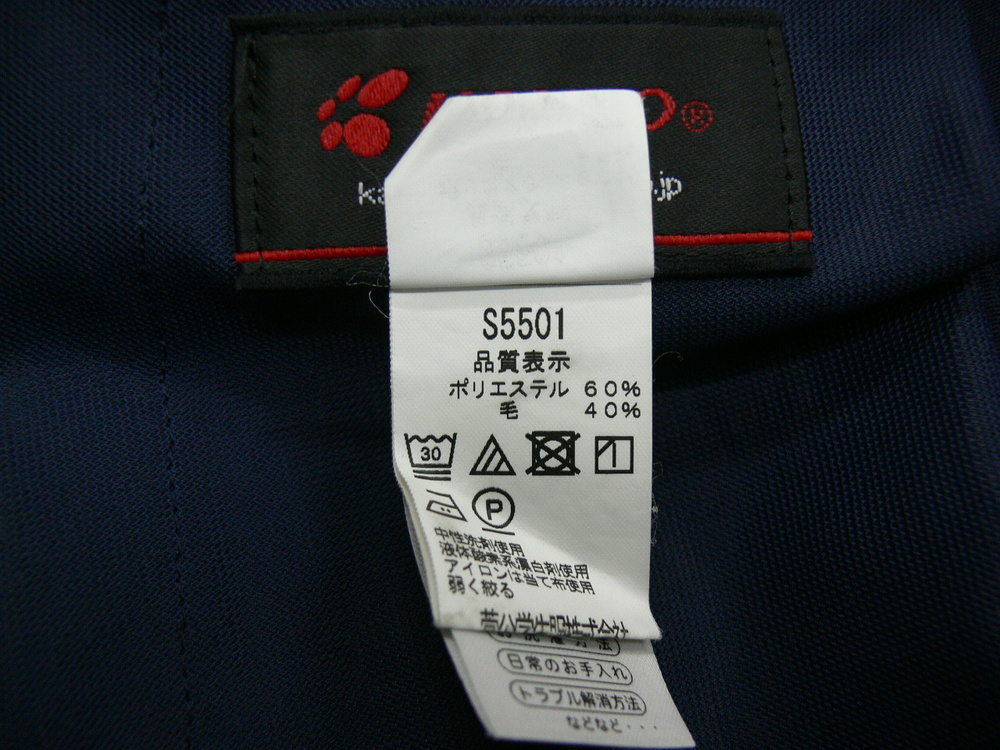 S5501
品質表示
ポリエステル 60%
毛 40%
30
P
中性洗剤使用
液体酸素系漂白剤使用
アイロンは当て布使用
弱く絞る
日常のお手入れ
トラブル解消方法
などなど・・・